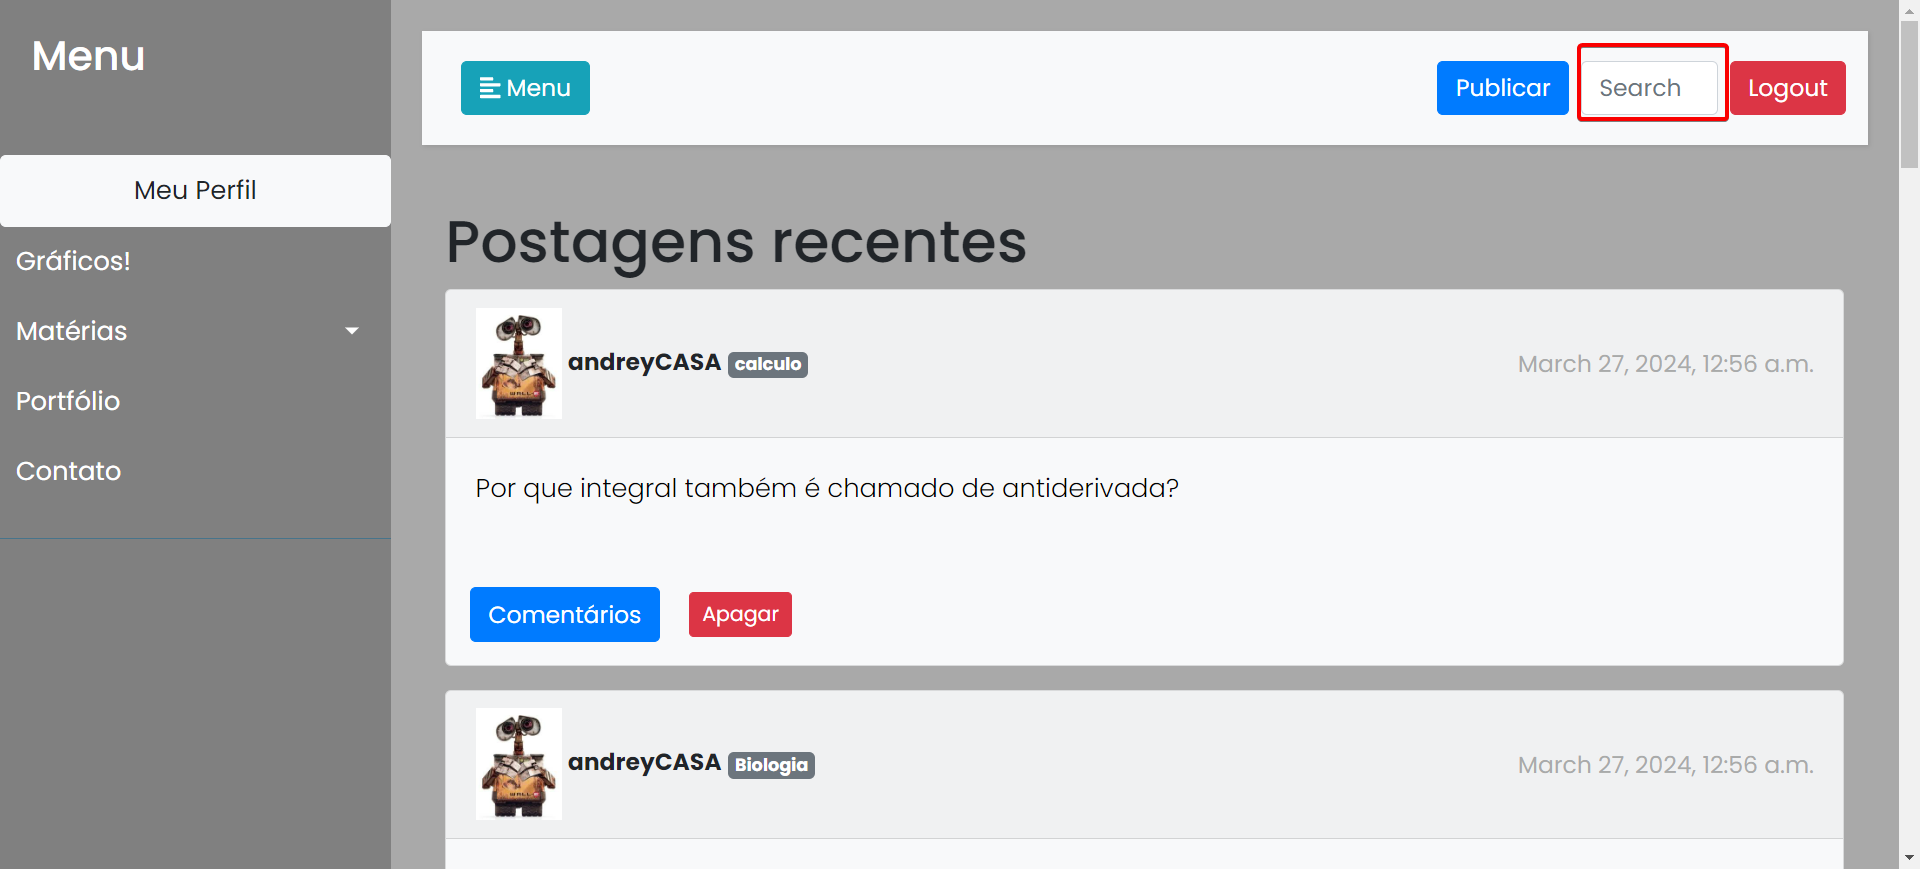 Menu
Menu
Publicar
Search
Logout
Meu Perfil
Gráficos!
Matérias
Portfólio
Contato
Postagens recentes
andreyCASA calculo
March 27, 2024, 12:56 a.m.
Por que integral também é chamado de antiderivada?
Comentários
Apagar
andreyCASA Biologia
March 27, 2024, 12:56 a.m.